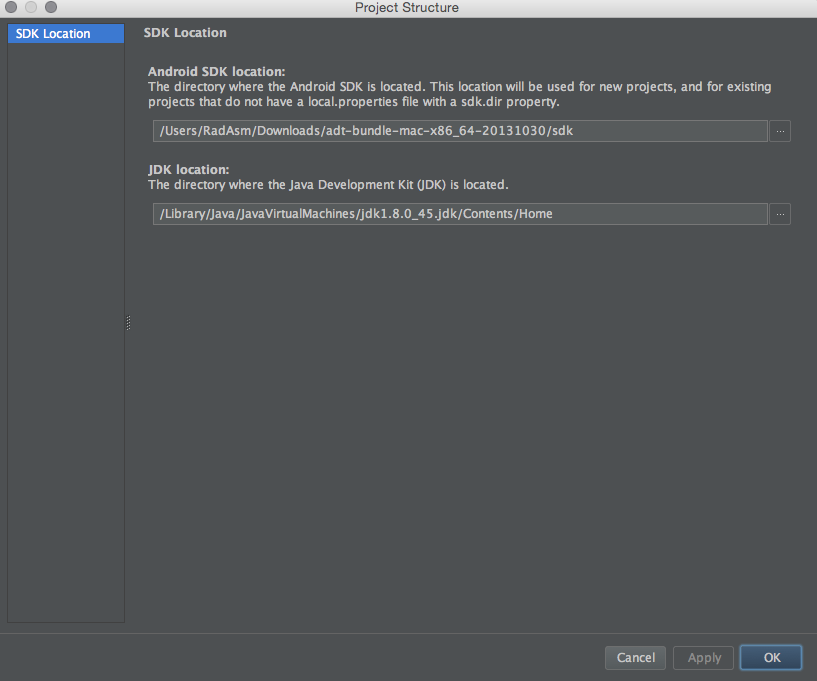 Project Structure
SDK Location
SDK Location
Android SDK location:
The directory where the Android SDK is located. This location will be used for new projects, and for existing
projects that do not have a local.properties file with a sdk.dir property.
/Users/RadAsm/Downloads/adt-bundle-mac-x86_64-20131030/sdk
...
JDK location:
The directory where the Java Development Kit (JDK) is located.
/Library/Java/JavaVirtualMachines/jdk1.8.0_45.jdk/Contents/Home
...
Cancel
Apply
OK